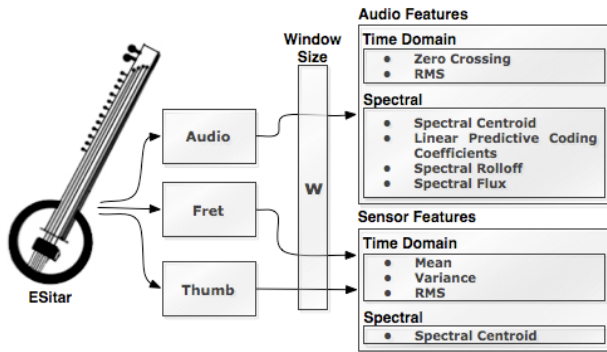 Audio Features
Window
Size
Time Domain
• Zero Crossing
• RMS
Spectral
• Spectral Centroid
• Linear Predictive Coding
Coefficients
• Spectral Rolloff
• Spectral Flux
Audio
Fret
Thumb
W
ESitar
Sensor Features
Time Domain
• Mean
• Variance
• RMS
Spectral
• Spectral Centroid